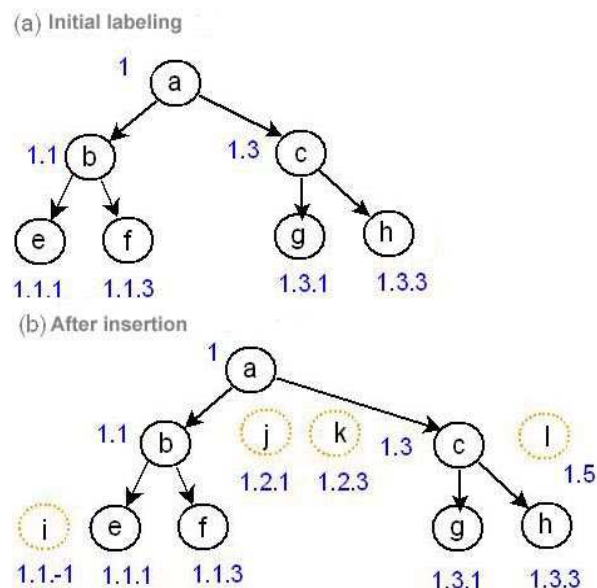 (a) Initial labeling
1
a
1.1
b
1.3
c
e
f
g
h
1.1.1
1.1.3
1.3.1
1.3.3
(b) After insertion
1
a
1.1
b
j
k
1.3
c
l
1.2.1
1.2.3
1.5
i
e
f
g
h
1.1.-1
1.1.1
1.1.3
1.3.1
1.3.3